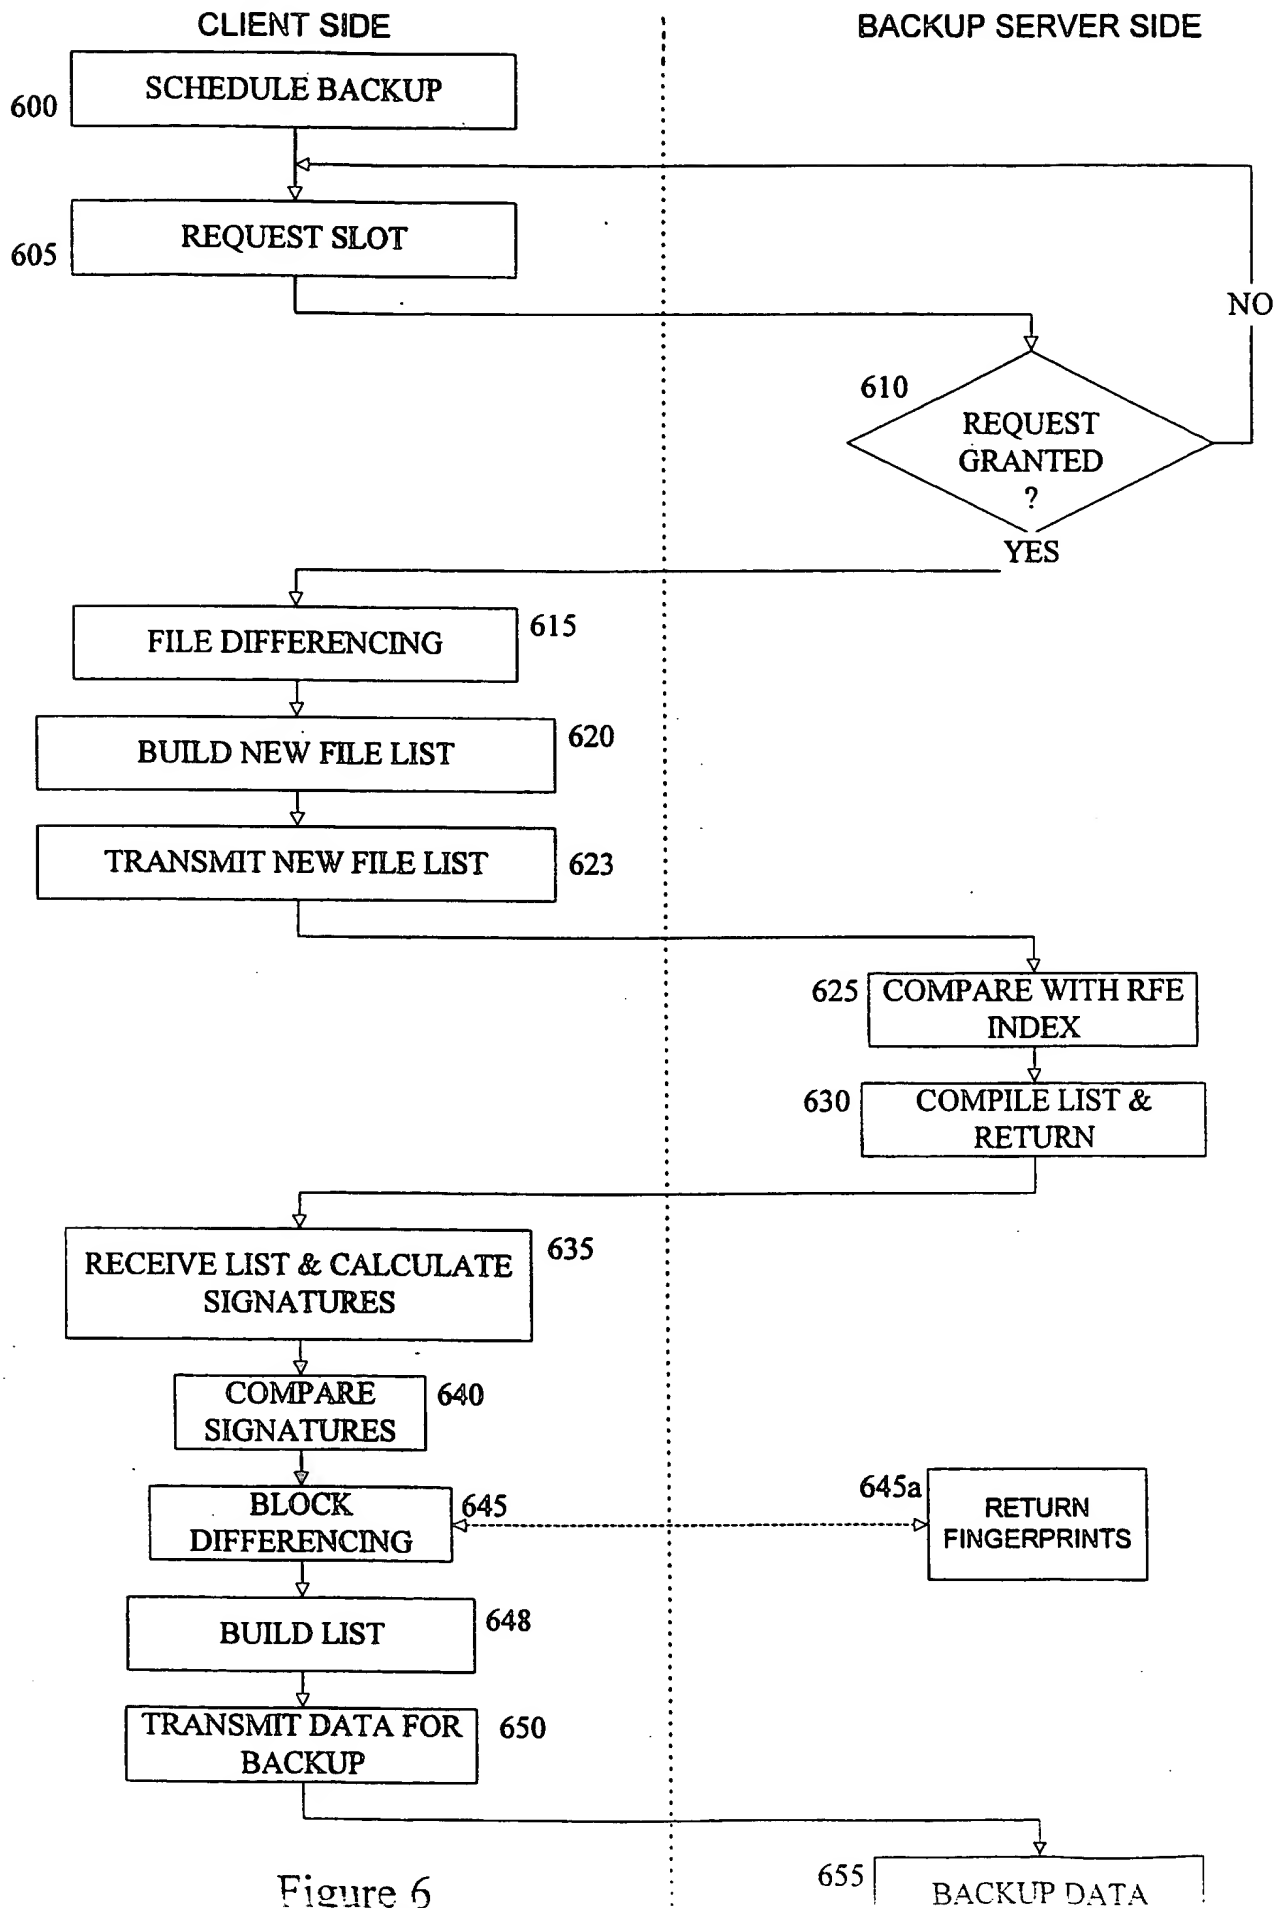 CLIENT SIDE
BACKUP SERVER SIDE
SCHEDULE BACKUP
600
REQUEST SLOT
605
NO
610
REQUEST
GRANTED
?
YES
FILE DIFFERENCING
615
BUILD NEW FILE LIST
620
TRANSMIT NEW FILE LIST
623
625
COMPARE WITH RFE
INDEX
630
COMPILE LIST &
RETURN
RECEIVE LIST & CALCULATE
SIGNATURES
635
COMPARE
SIGNATURES
640
BLOCK
DIFFERENCING
645
645a
RETURN
FINGERPRINTS
BUILD LIST
648
TRANSMIT DATA FOR
BACKUP
650
655
BACKUP DATA
Figure 6